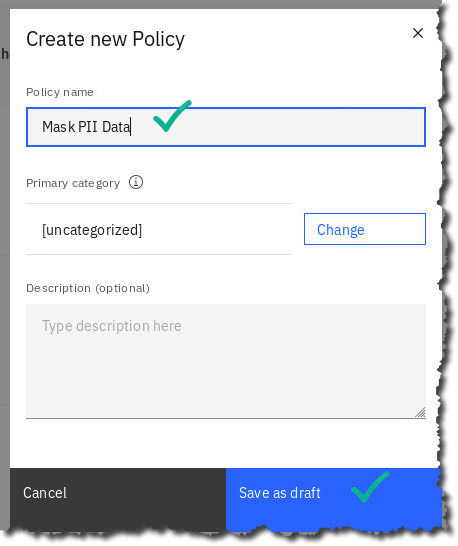 Create new Policy
Policy name
Mask PII Data
Primary category
[uncategorized]
Change
Description (optional)
Type description here
Cancel
Save as draft